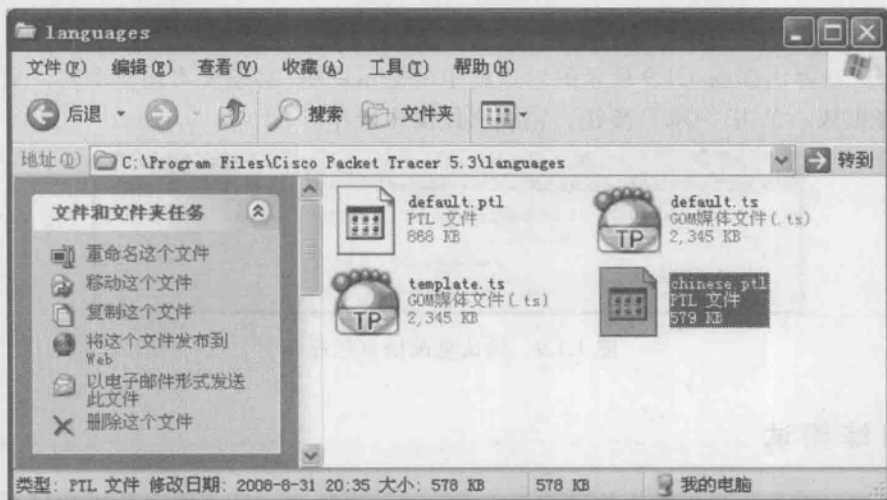 languages
文件(F) 编辑(E) 查看(V) 收藏(A) 工具(T) 帮助(H)
后退 搜索 文件夹
地址(D) C:\Program Files\Cisco Packet Tracer 5.3\languages 转到
文件和文件夹任务
重命名这个文件
移动这个文件
复制这个文件
将这个文件发布到
Web
以电子邮件形式发送
此文件
删除这个文件
default.ptl
PTL 文件
868 KB
default.ts
GOM媒体文件(.ts)
2,345 KB
TP
template.ts
GOM媒体文件(.ts)
2,345 KB
TP
chinese.ptl
PTL 文件
579 KB
类型: PTL 文件 修改日期: 2008-8-31 20:35 大小: 578 KB 578 KB 我的电脑